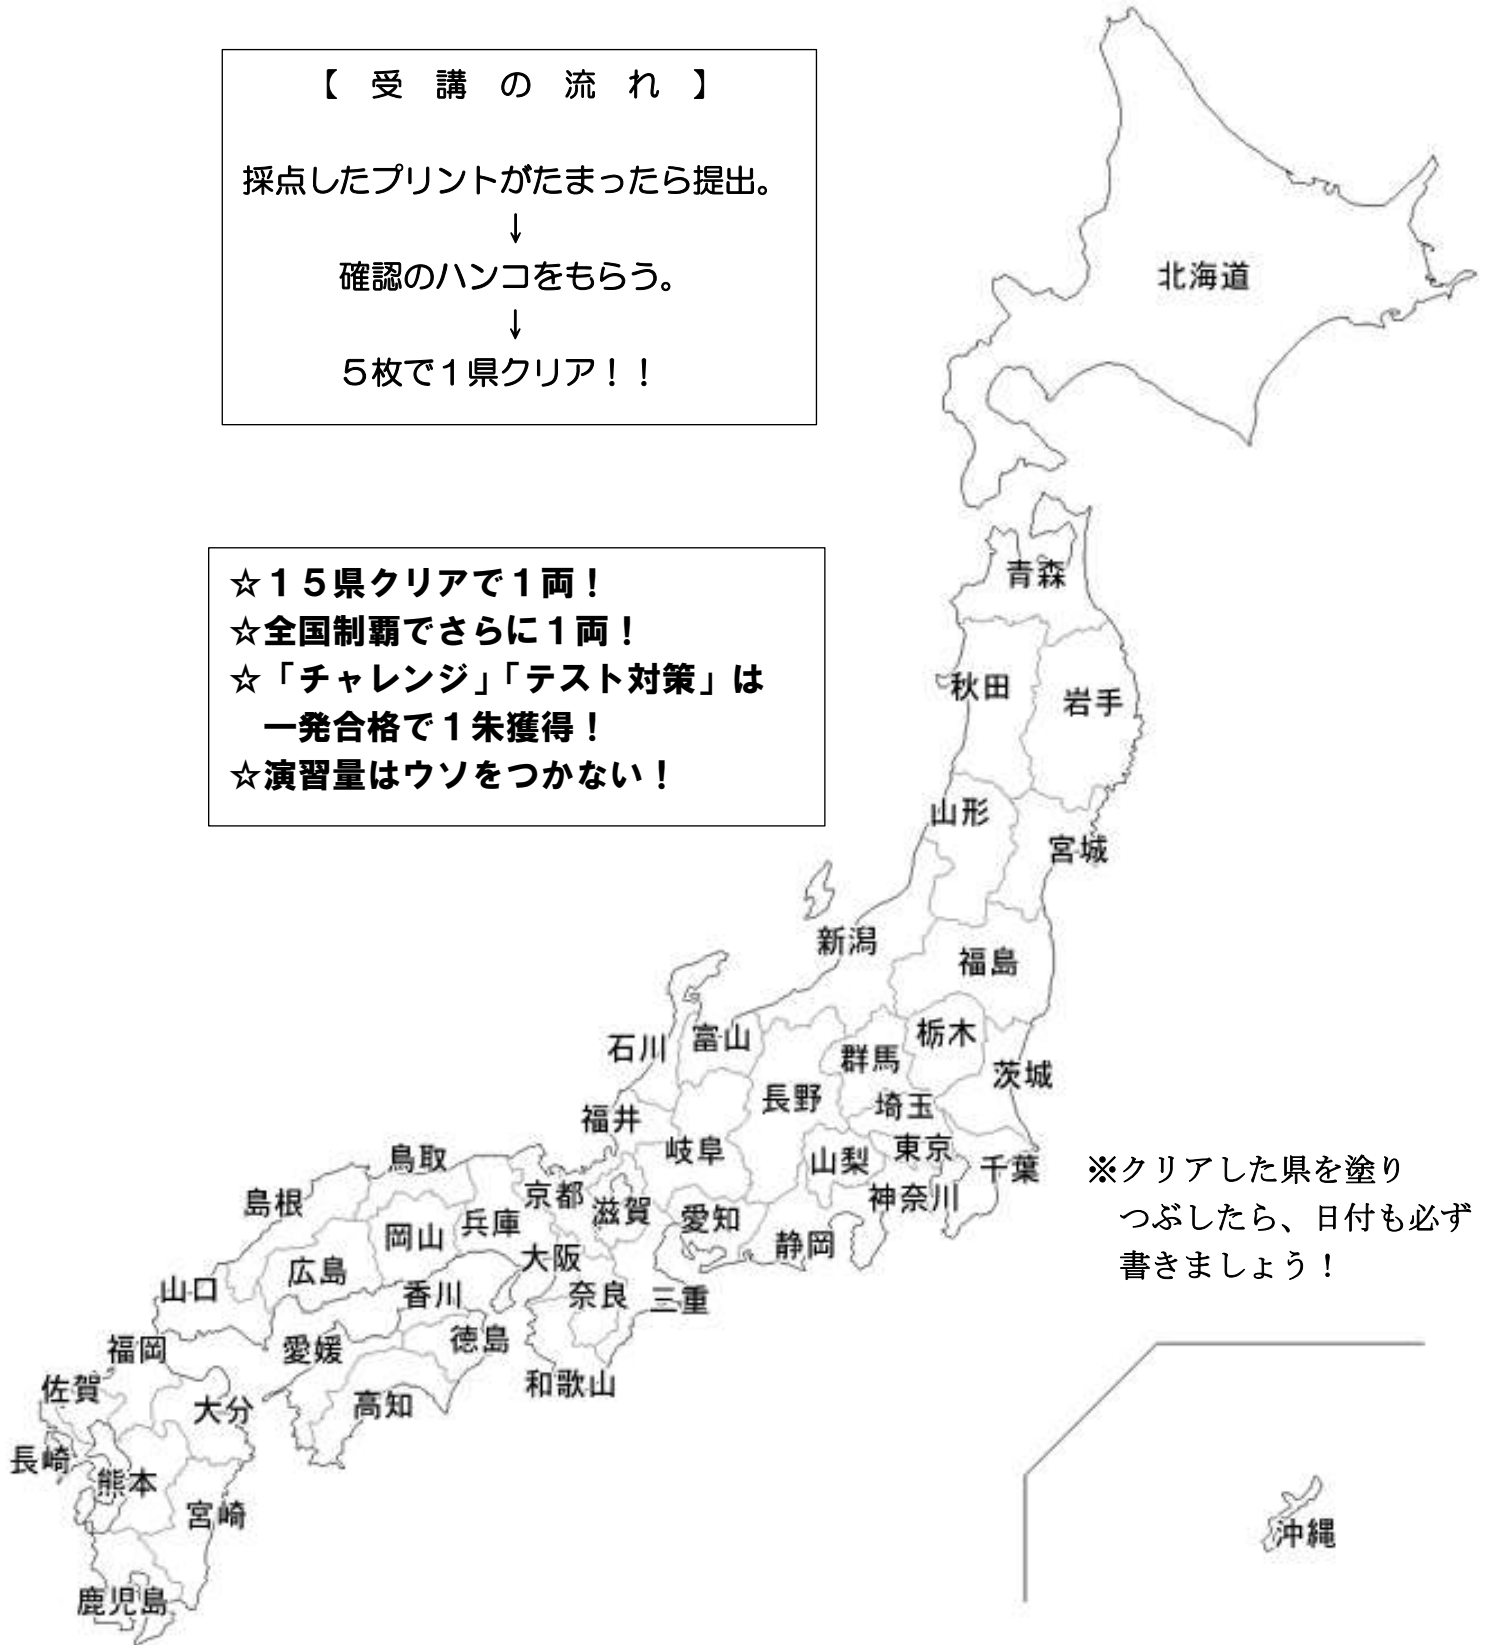 【 受 講 の 流 れ 】
採点したプリントがたまったら提出。
↓
確認のハンコをもらう。
↓
５枚で１県クリア！！
☆１５県クリアで１両！
☆全国制覇でさらに１両！
☆「チャレンジ」「テスト対策」は
一発合格で１朱獲得！
☆演習量はウソをつかない！
北海道
青森
秋田
岩手
山形
宮城
新潟
福島
石川
富山
栃木
群馬
茨城
長野
埼玉
福井
岐阜
山梨
東京
千葉
神奈川
鳥取
島根
京都
滋賀
愛知
静岡
岡山
兵庫
大阪
広島
山口
香川
奈良
三重
徳島
愛媛
福岡
和歌山
高知
佐賀
大分
長崎
熊本
宮崎
鹿児島
※クリアした県を塗り
つぶしたら、日付も必ず
書きましょう！
沖縄